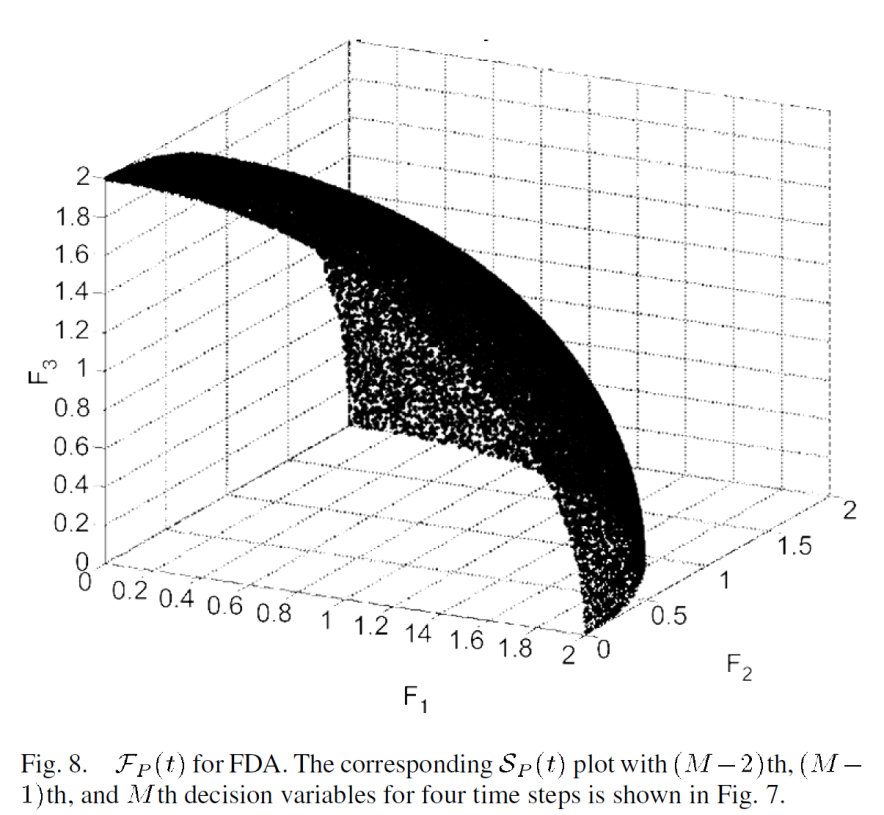 2
1.8
1.6
1.4
1.2
1
0.8
0.6
0.4
0.2
0
F₃
0 0.2 0.4 0.6 0.8 1 1.2 14 1.6 1.8 2
F₁
0 0.5 1 1.5 2
F₂
Fig. 8. ℱ_P(t) for FDA. The corresponding 𝒮_P(t) plot with (M − 2)th, (M −
1)th, and Mth decision variables for four time steps is shown in Fig. 7.